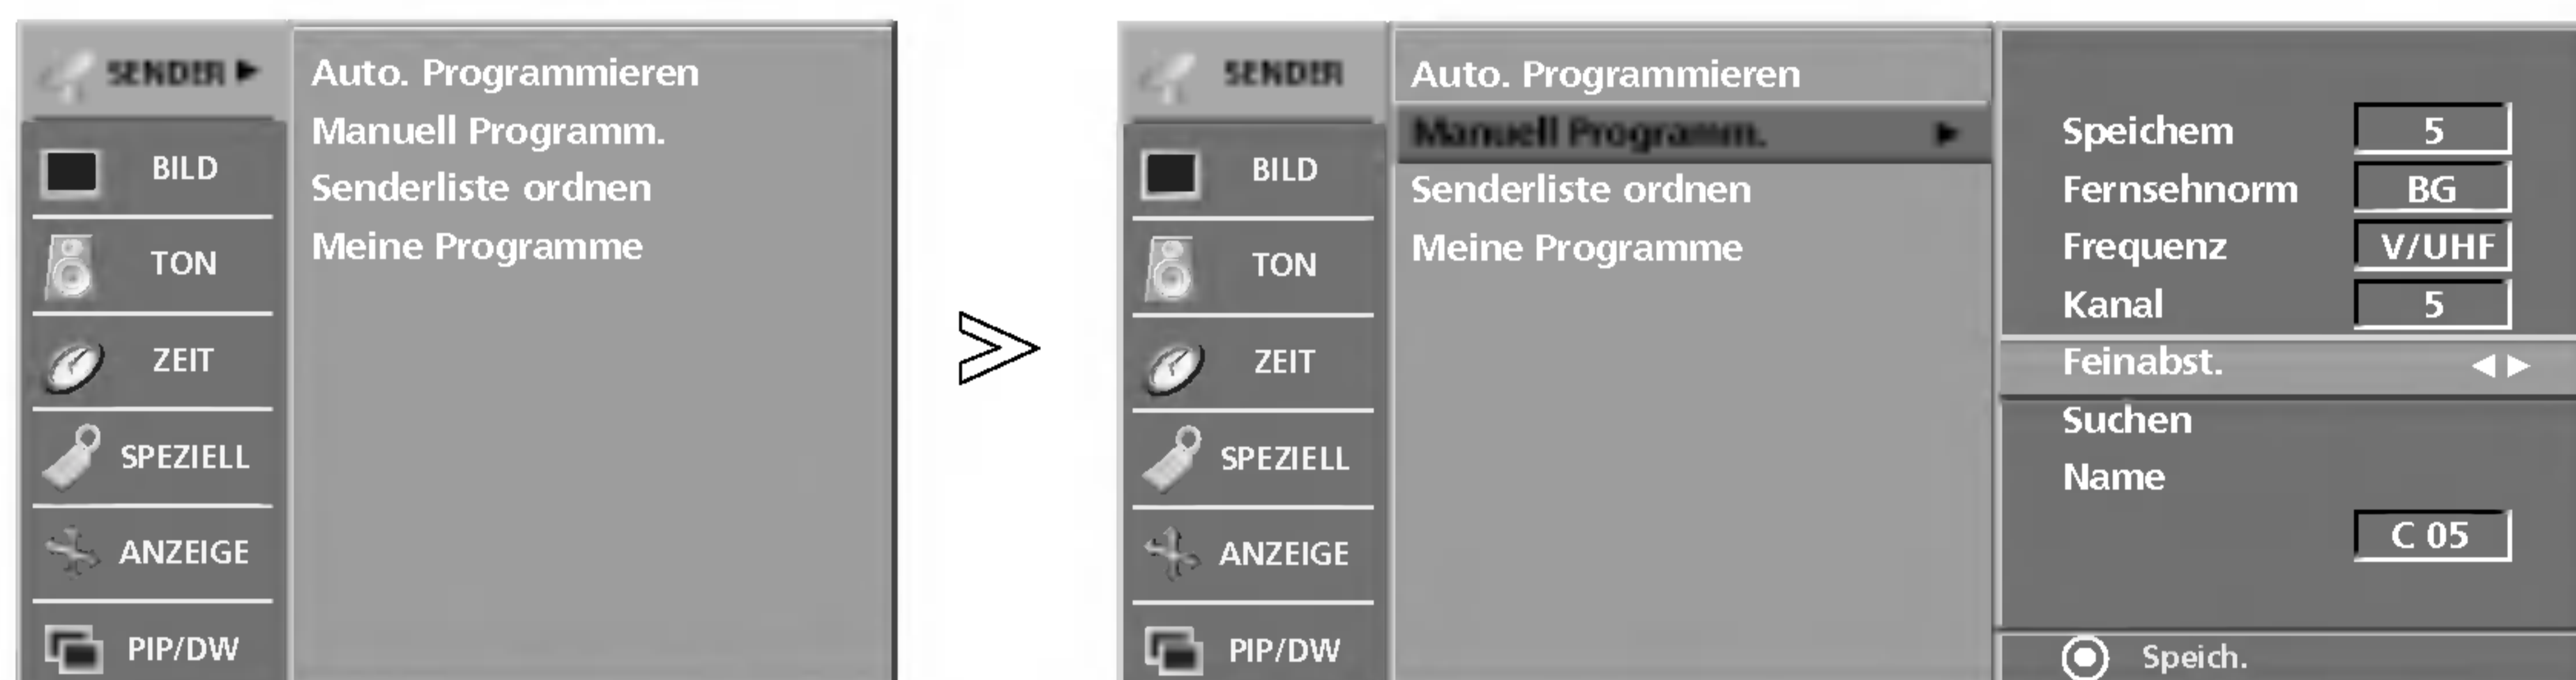 SENDER
BILD
TON
ZEIT
SPEZIELL
ANZEIGE
PIP/DW
Auto. Programmieren
Manuell Programm.
Senderliste ordnen
Meine Programme
SENDER
BILD
TON
ZEIT
SPEZIELL
ANZEIGE
PIP/DW
Auto. Programmieren
Manuell Programm.
Senderliste ordnen
Meine Programme
Speichem 5
Fernsehnorm BG
Frequenz V/UHF
Kanal 5
Feinabst.
Suchen
Name
C 05
Speich.